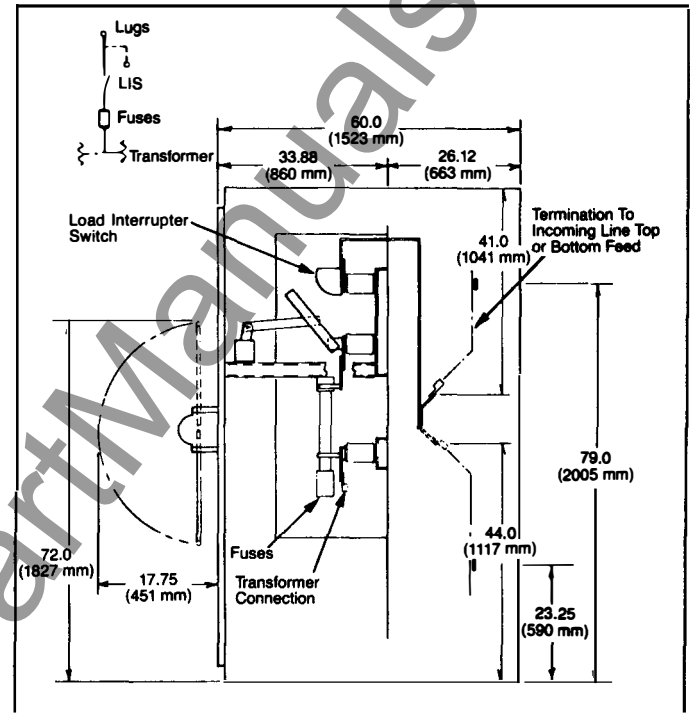 Lugs
LIS
Fuses
Transformer
60.0
(1523 mm)
33.88
(860 mm)
26.12
(663 mm)
Load Interrupter
Switch
Termination To
Incoming Line Top
or Bottom Feed
41.0
(1041 mm)
79.0
(2005 mm)
72.0
(1827 mm)
17.75
(451 mm)
Fuses
Transformer
Connection
44.0
(1117 mm)
23.25
(590 mm)
artManuals